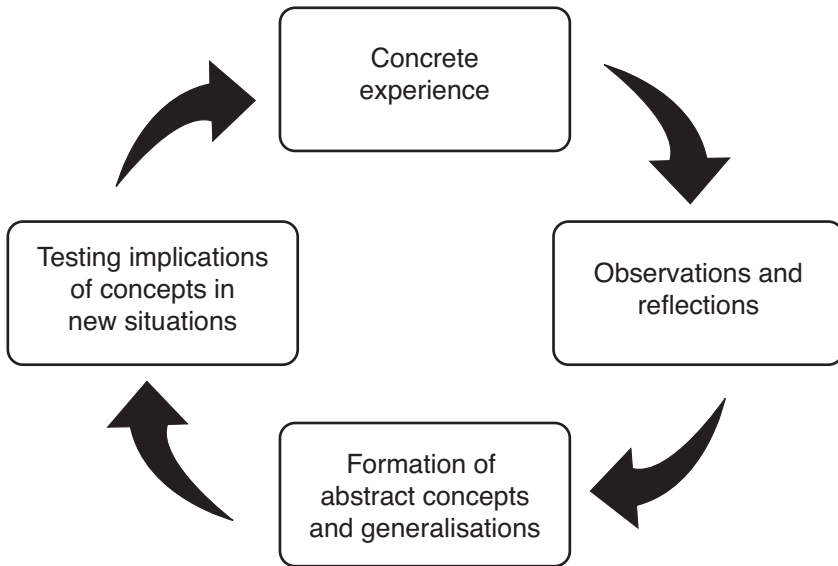 Concrete
experience
Observations and
reflections
Formation of
abstract concepts
and generalisations
Testing implications
of concepts in
new situations